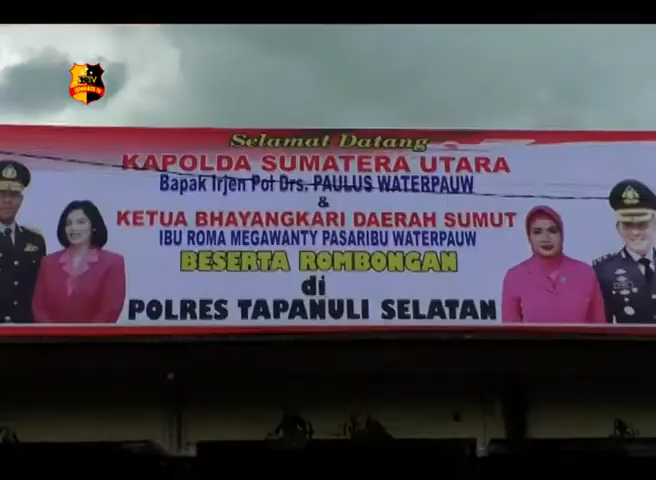 Selamat Datang
KAPOLDA SUMATERA UTARA
Bapak Irjen Pol Drs. PAULUS WATERPAUW
&
KETUA BHAYANGKARI DAERAH SUMUT
IBU ROMA MEGAWANTY PASARIBU WATERPAUW
BESERTA ROMBONGAN
di
POLRES TAPANULI SELATAN